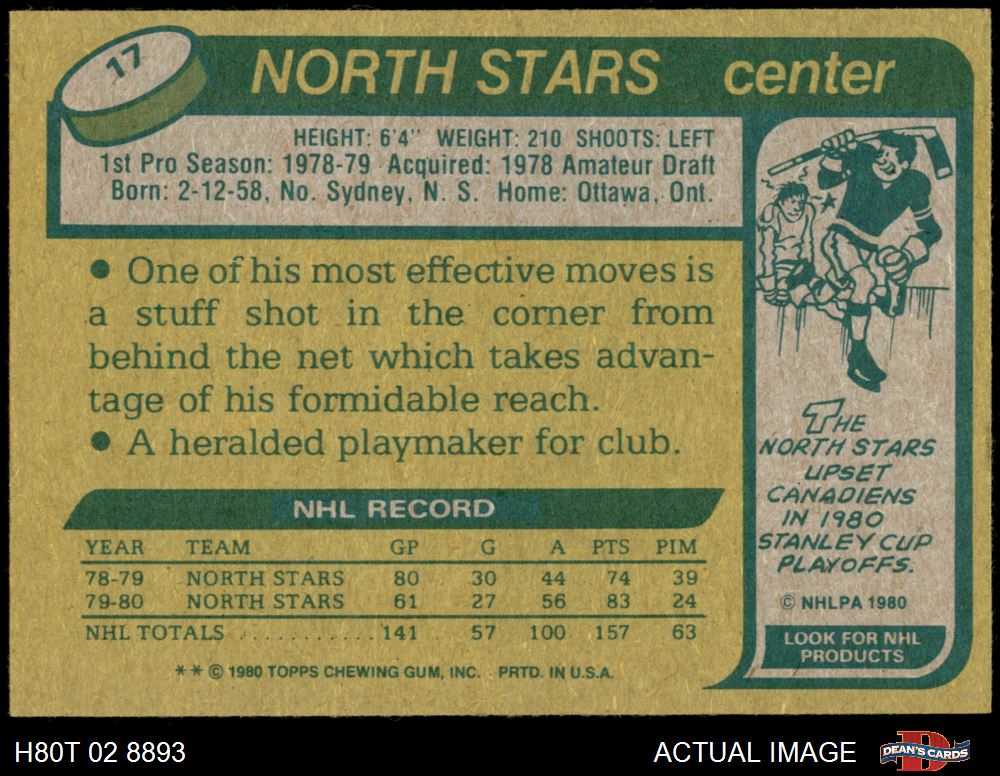 17
NORTH STARS center
HEIGHT: 6'4" WEIGHT: 210 SHOOTS: LEFT
1st Pro Season: 1978-79 Acquired: 1978 Amateur Draft
Born: 2-12-58, No. Sydney, N. S. Home: Ottawa, Ont.
• One of his most effective moves is
a stuff shot in the corner from
behind the net which takes advan-
tage of his formidable reach.
• A heralded playmaker for club.
NHL RECORD
YEAR TEAM GP G A PTS PIM
78-79 NORTH STARS 80 30 44 74 39
79-80 NORTH STARS 61 27 56 83 24
NHL TOTALS ............ 141 57 100 157 63
** © 1980 TOPPS CHEWING GUM, INC. PRTD. IN U.S.A.
THE
NORTH STARS
UPSET
CANADIENS
IN 1980
STANLEY CUP
PLAYOFFS.
© NHLPA 1980
LOOK FOR NHL
PRODUCTS
H80T 02 8893 ACTUAL IMAGE
D
DEAN'S CARDS